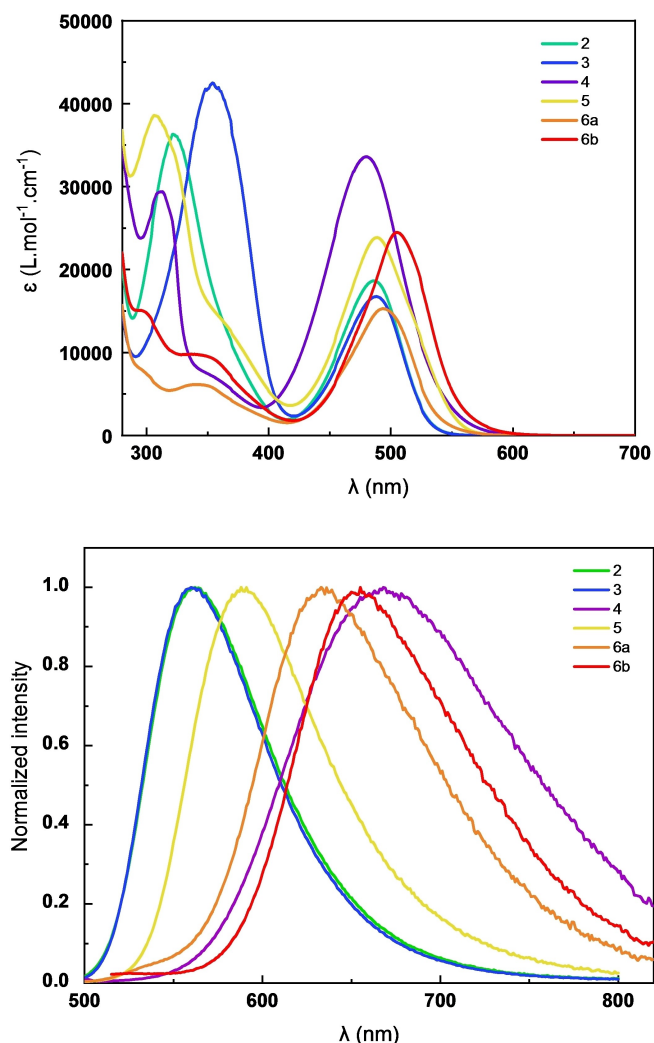 50000
40000
30000
20000
10000
0
ε (L.mol⁻¹.cm⁻¹)
2
3
4
5
6a
6b
300 400 500 600 700
λ (nm)
1.0
0.8
0.6
0.4
0.2
0.0
Normalized intensity
2
3
4
5
6a
6b
500 600 700 800
λ (nm)